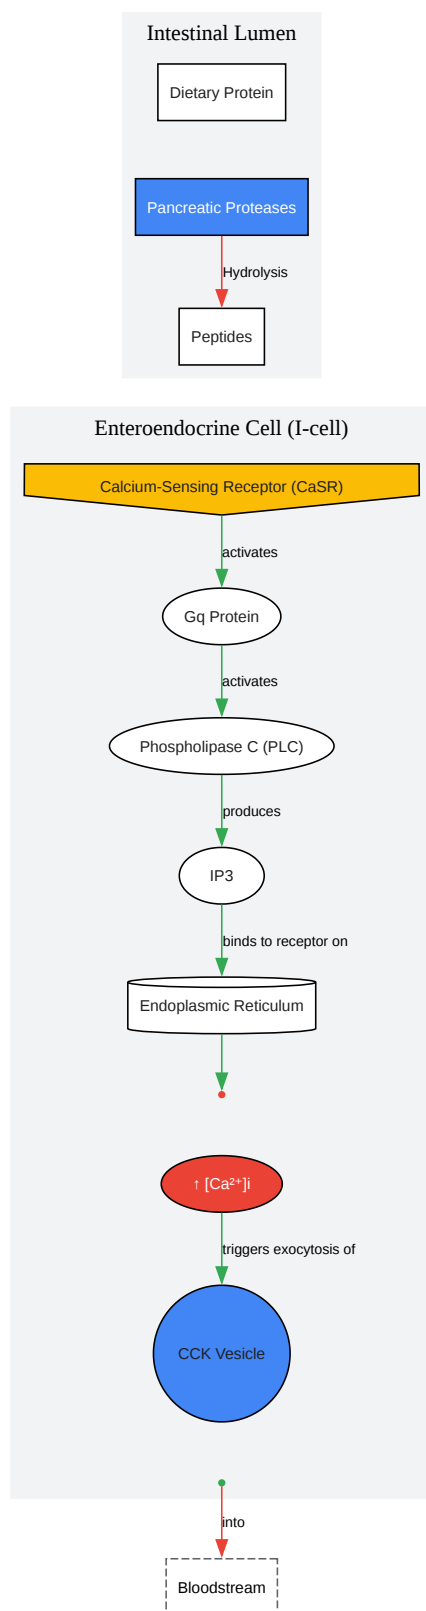 Intestinal Lumen
Dietary Protein
Pancreatic Proteases
Hydrolysis
Peptides
Enteroendocrine Cell (I-cell)
Calcium-Sensing Receptor (CaSR)
activates
Gq Protein
activates
Phospholipase C (PLC)
produces
IP3
binds to receptor on
Endoplasmic Reticulum
↑ [Ca²⁺]i
triggers exocytosis of
CCK Vesicle
into
Bloodstream